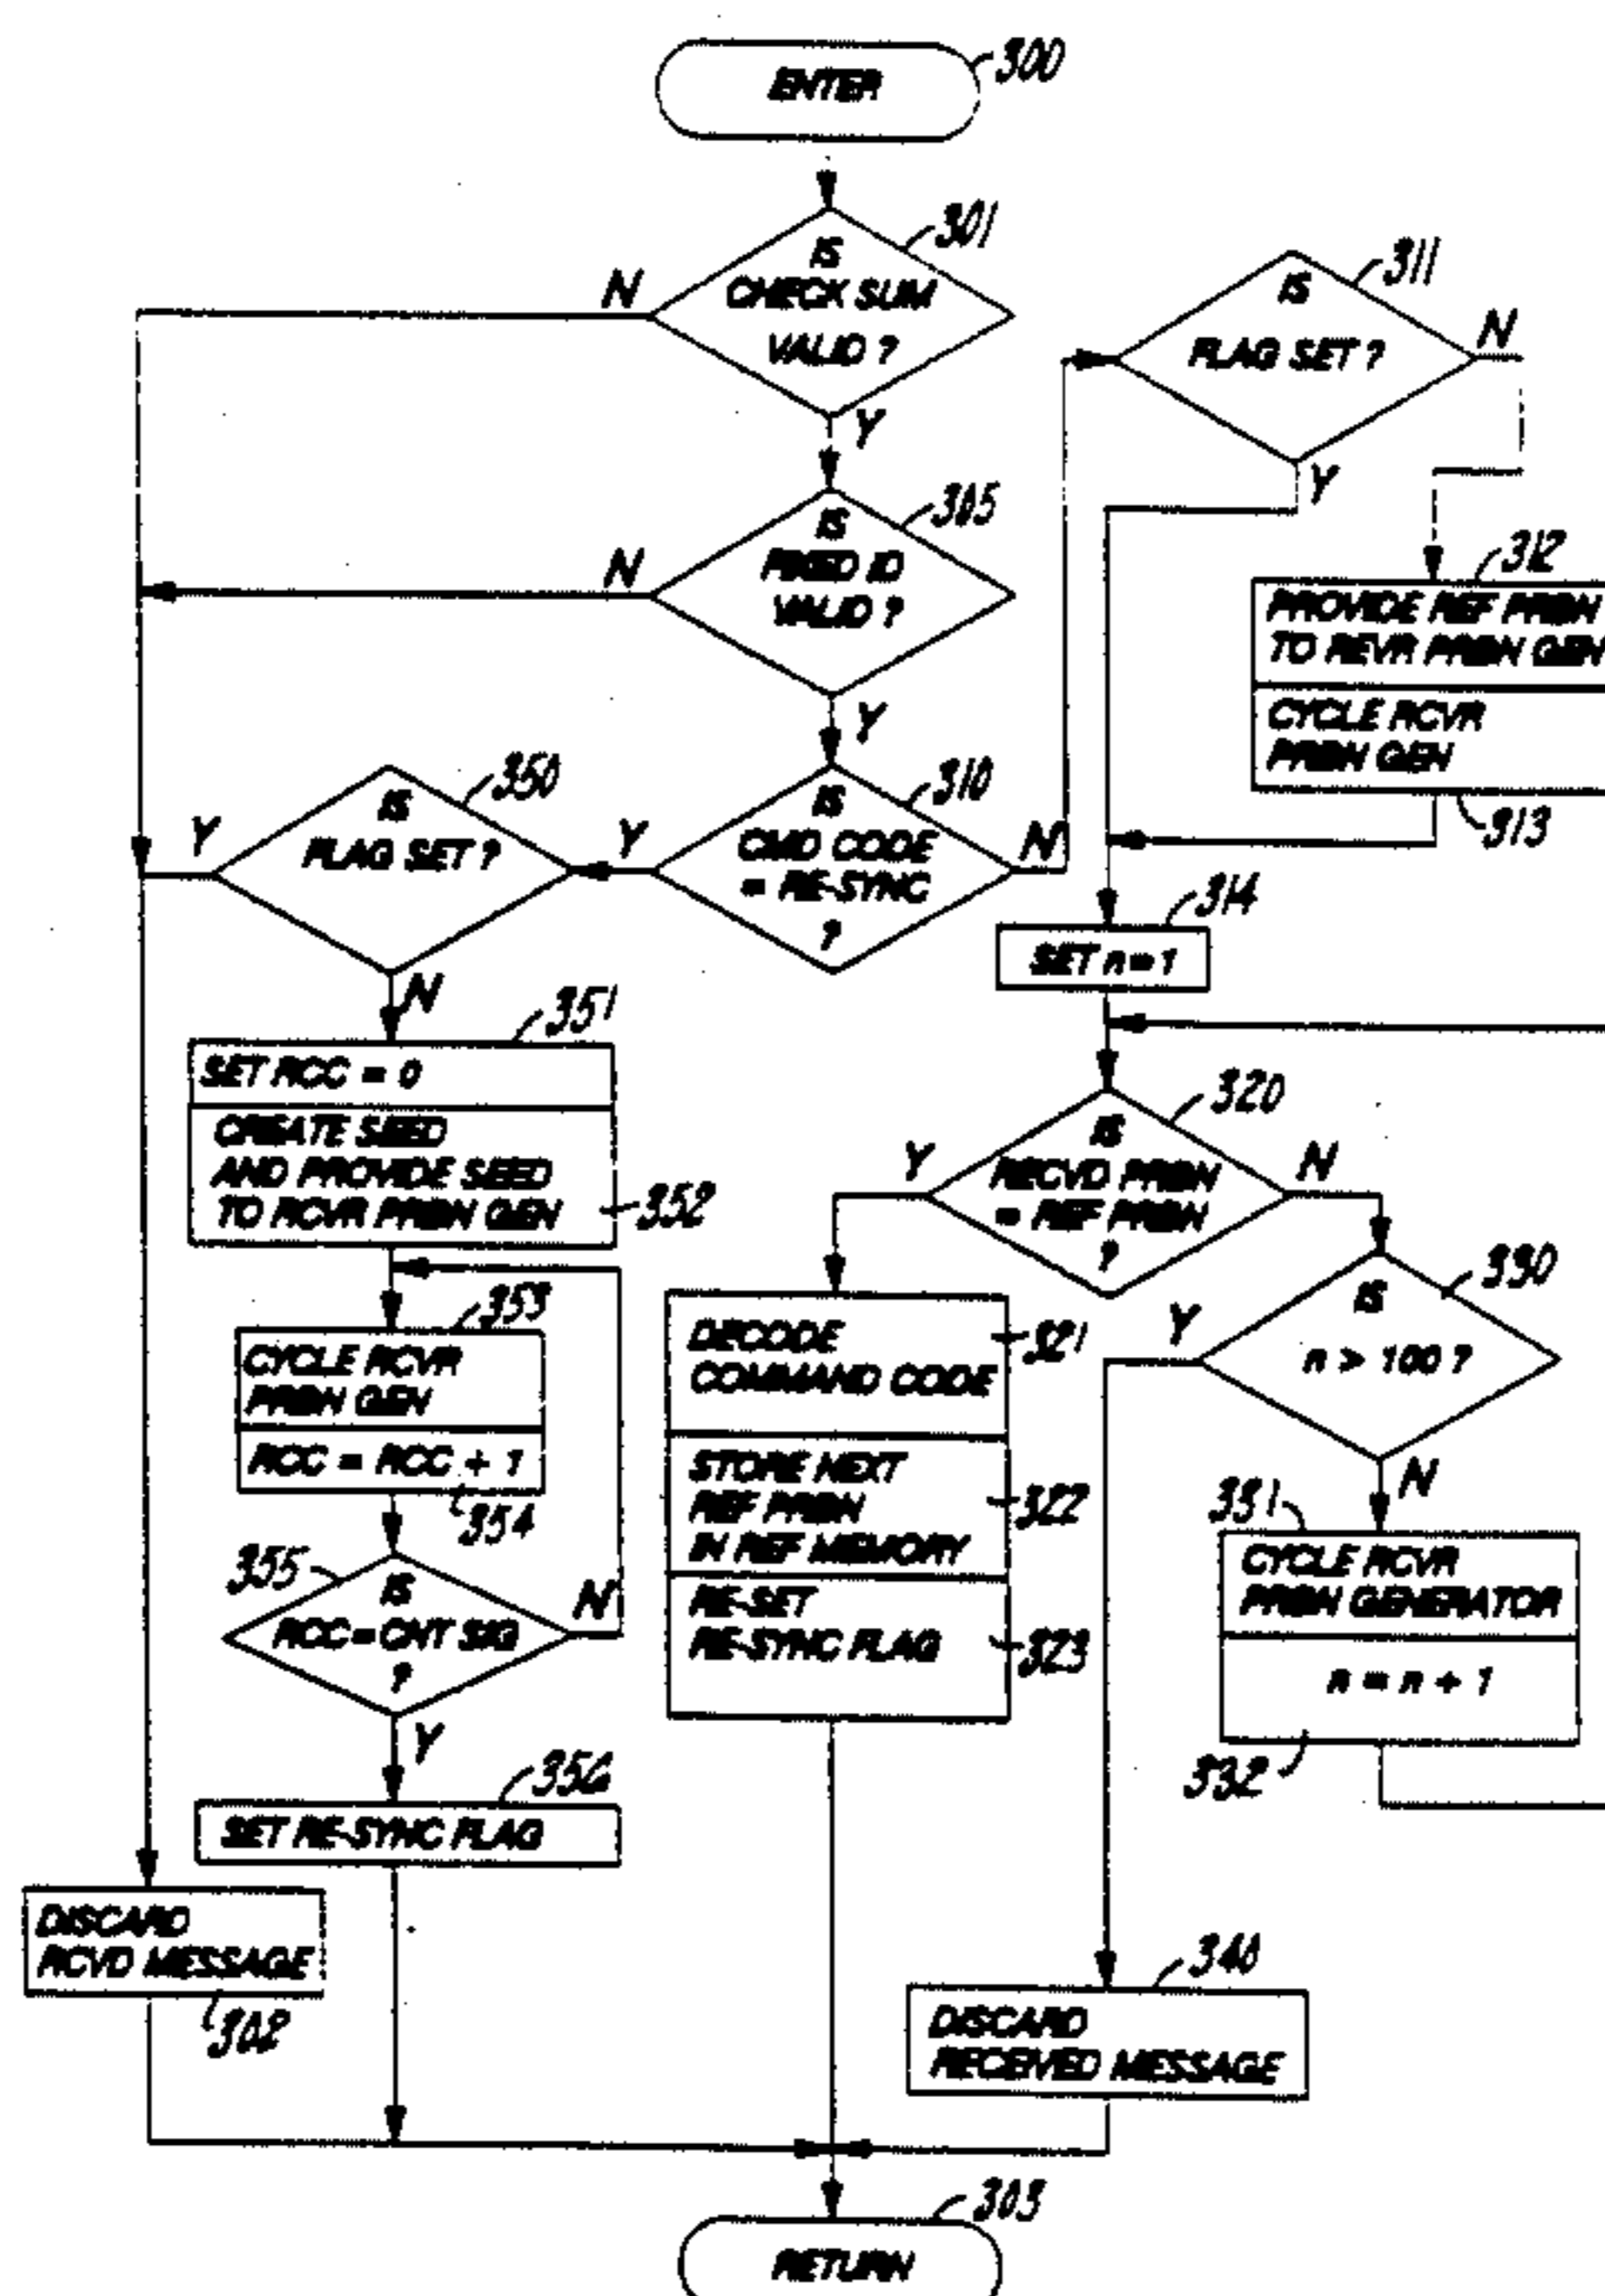 ENTER
300
IS
CHECK SUM
VALID ?
301
N
Y
IS
FIXED ID
VALID ?
305
N
Y
IS
CMD CODE
= RE-SYNC
?
310
Y
N
IS
FLAG SET ?
311
N
Y
312
PROVIDE REF PRBN
TO REVR PRBN GEN
CYCLE RCVR
PRBN GEN
313
314
SET n = 1
IS
FLAG SET ?
350
Y
N
351
SET RCC = 0
CREATE SEED
AND PROVIDE SEED
TO RCVR PRBN GEN
352
353
CYCLE RCVR
PRBN GEN
RCC = RCC + 1
354
355
IS
RCC = CNT SIG
?
N
Y
356
SET RE-SYNC FLAG
DISCARD
RCVD MESSAGE
302
IS
RECVD PRBN
= REF PRBN
?
320
Y
N
DECODE
COMMAND CODE
321
STORE NEXT
REF PRBN
IN REF MEMORY
322
RE-SET
RE-SYNC FLAG
323
IS
n > 100 ?
330
Y
N
331
CYCLE RCVR
PRBN GENERATOR
n = n + 1
332
340
DISCARD
RECEIVED MESSAGE
303
RETURN